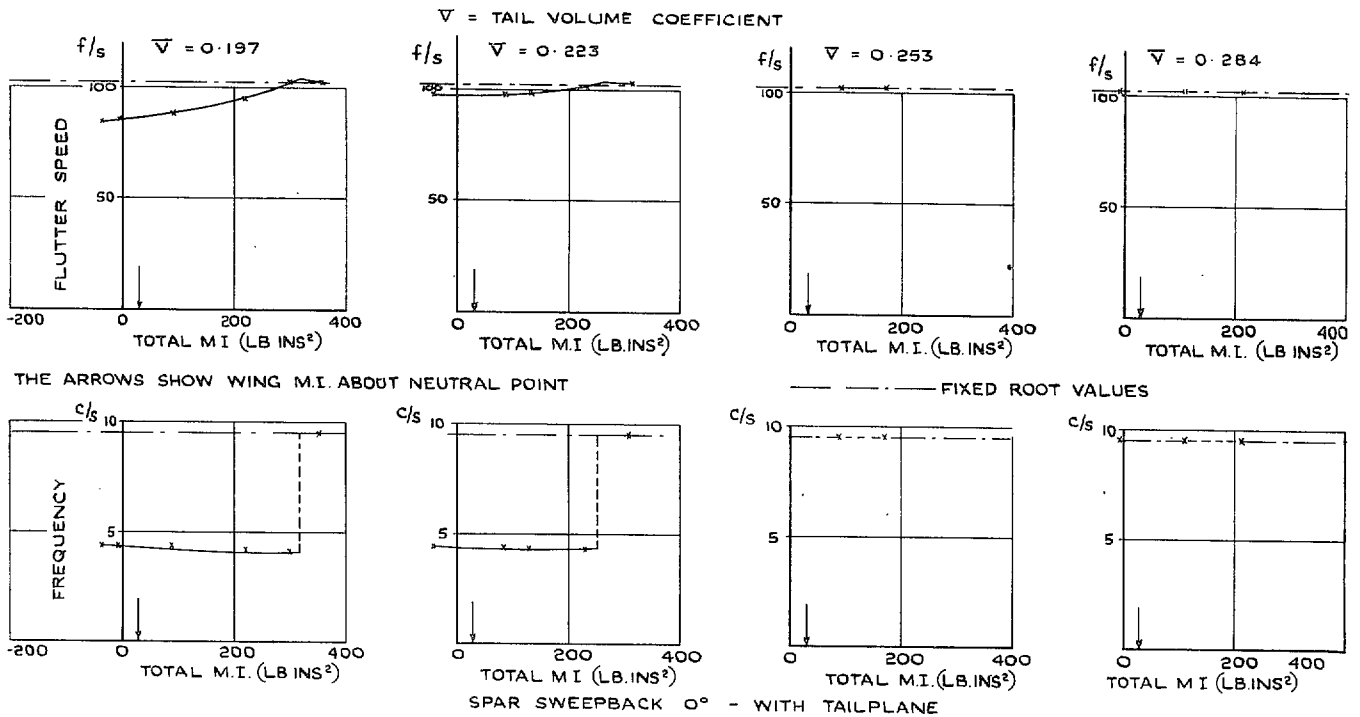 V̅ = TAIL VOLUME COEFFICIENT
f/s V̅ = 0·197
f/s V̅ = 0·223
f/s V̅ = 0·253
f/s V̅ = 0·284
FLUTTER SPEED
100
50
-200 0 200 400
TOTAL M I (LB INS²)
100
50
0 200 400
TOTAL M.I. (LB.INS²)
100
50
0 200 400
TOTAL M.I. (LB INS²)
100
50
0 200 400
TOTAL M.I. (LB INS²)
THE ARROWS SHOW WING M.I. ABOUT NEUTRAL POINT
—— - —— - —— FIXED ROOT VALUES
FREQUENCY
c/s
10
5
-200 0 200 400
TOTAL M I. (LB INS²)
c/s
10
5
0 200 400
TOTAL M.I. (LB.INS²)
c/s
10
5
0 200 400
TOTAL M.I. (LB.INS²)
c/s
10
5
0 200 400
TOTAL M I (LB.INS²)
SPAR SWEEPBACK 0° - WITH TAILPLANE